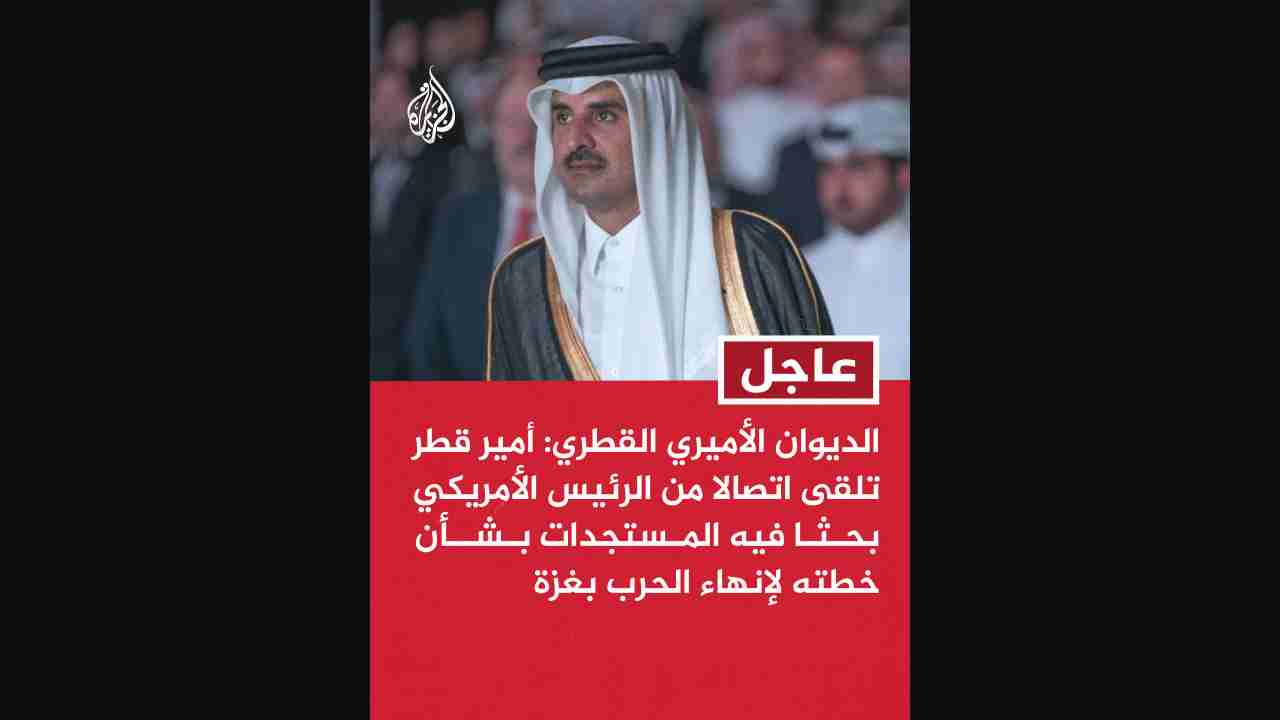 الجزيرة
عاجل
الديوان الأميري القطري: أمير قطر
تلقى اتصالا من الرئيس الأمريكي
بحثا فيه المستجدات بشأن
خطته لإنهاء الحرب بغزة